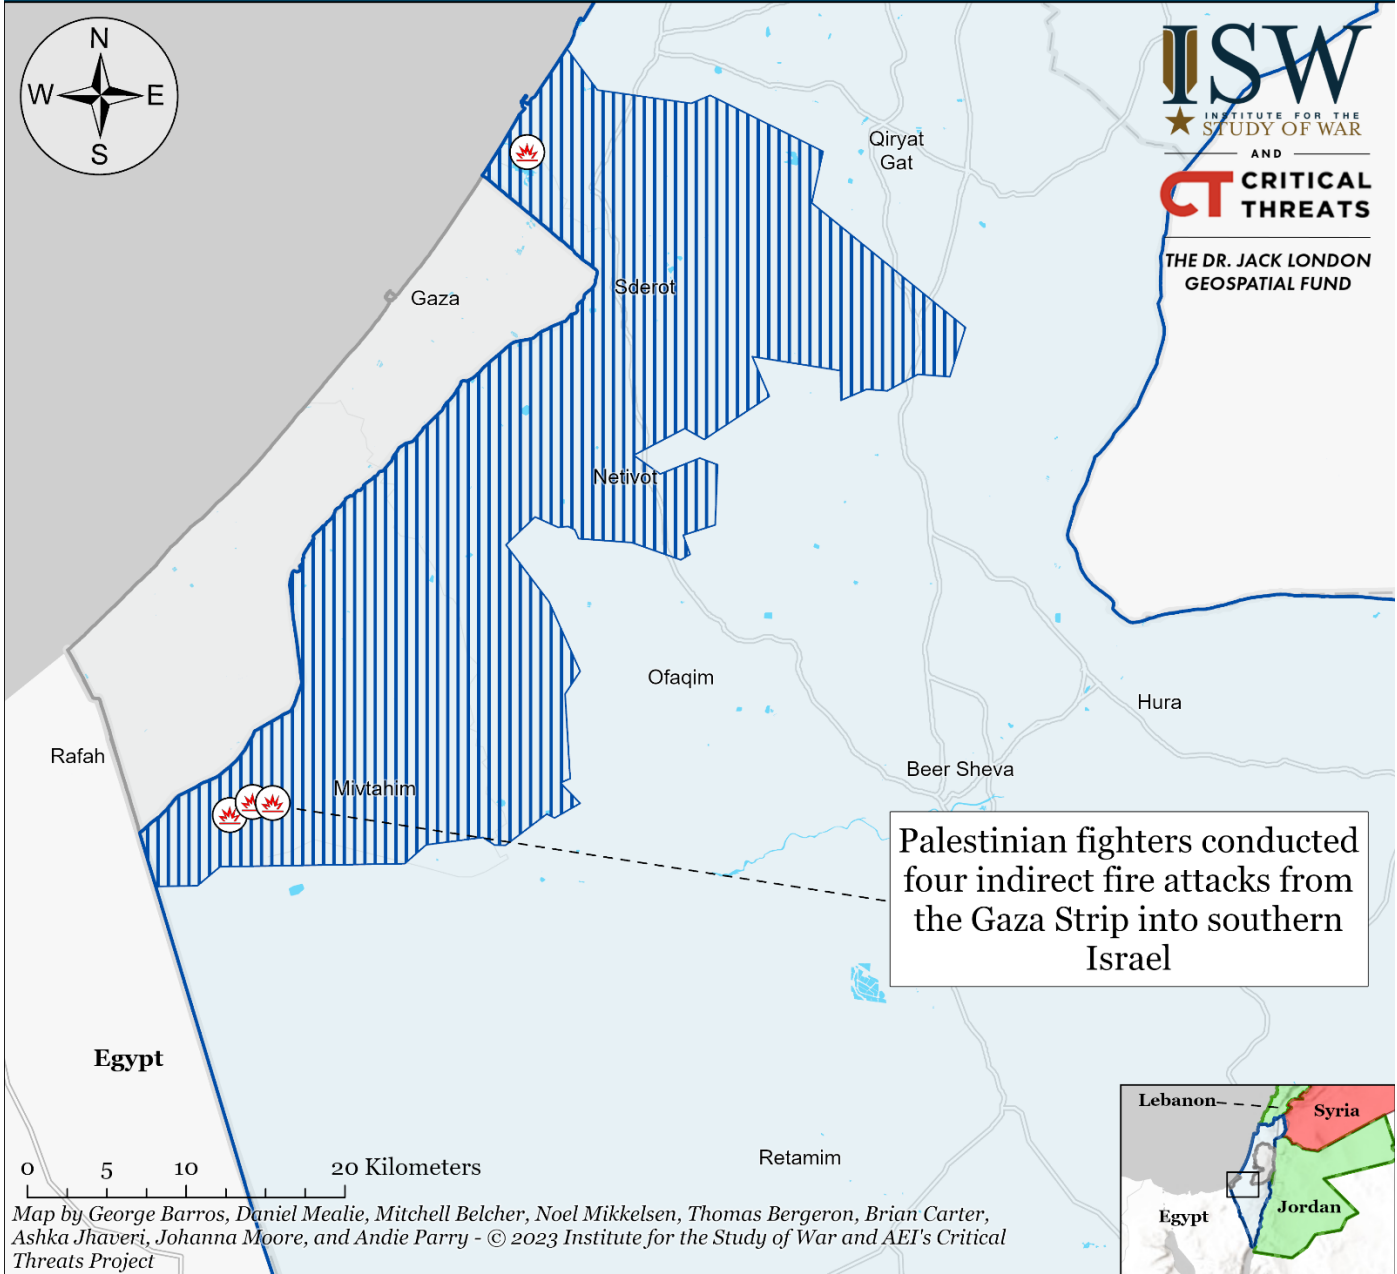 N
W E
S
ISW
INSTITUTE FOR THE
STUDY OF WAR
AND
CT CRITICAL
THREATS
THE DR. JACK LONDON
GEOSPATIAL FUND
Qiryat
Gat
Gaza
Sderot
Netivot
Ofaqim
Hura
Rafah
Mivtahim
Beer Sheva
Palestinian fighters conducted
four indirect fire attacks from
the Gaza Strip into southern
Israel
Egypt
Retamim
Lebanon
Syria
Jordan
Egypt
0 5 10 20 Kilometers
Map by George Barros, Daniel Mealie, Mitchell Belcher, Noel Mikkelsen, Thomas Bergeron, Brian Carter,
Ashka Jhaveri, Johanna Moore, and Andie Parry - © 2023 Institute for the Study of War and AEI's Critical
Threats Project